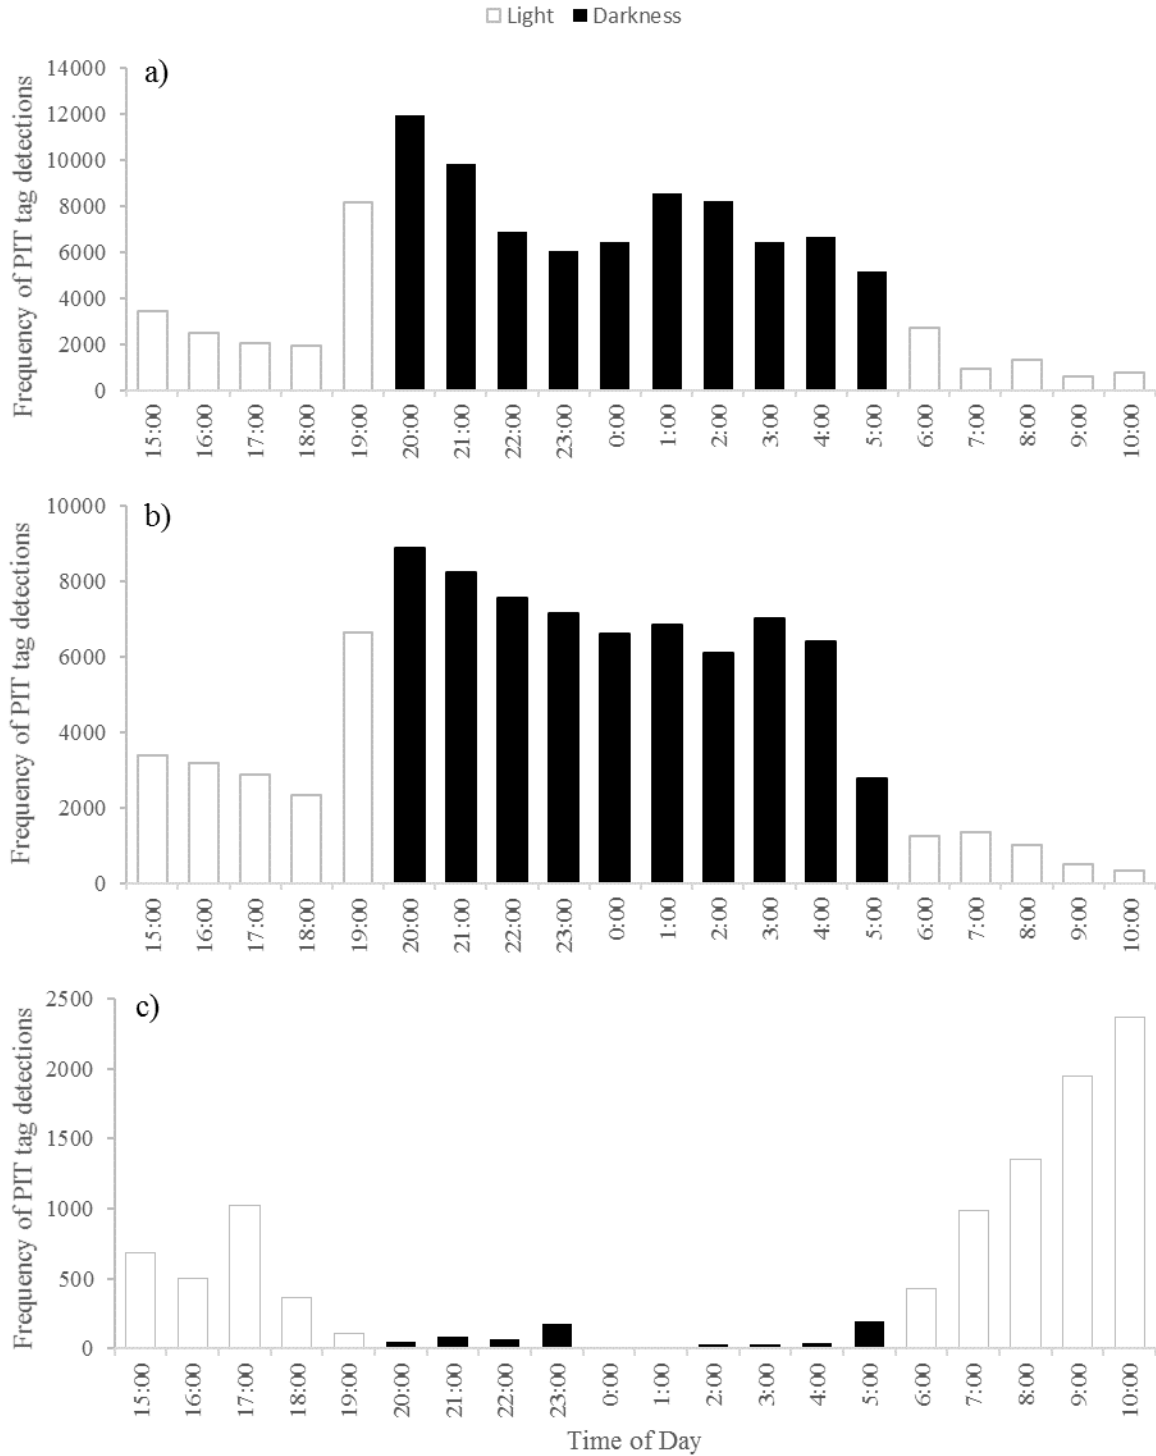 Light Darkness
a)
Frequency of PIT tag detections
14000
12000
10000
8000
6000
4000
2000
0
15:00 16:00 17:00 18:00 19:00 20:00 21:00 22:00 23:00 0:00 1:00 2:00 3:00 4:00 5:00 6:00 7:00 8:00 9:00 10:00
b)
Frequency of PIT tag detections
10000
8000
6000
4000
2000
0
15:00 16:00 17:00 18:00 19:00 20:00 21:00 22:00 23:00 0:00 1:00 2:00 3:00 4:00 5:00 6:00 7:00 8:00 9:00 10:00
c)
Frequency of PIT tag detections
2500
2000
1500
1000
500
0
15:00 16:00 17:00 18:00 19:00 20:00 21:00 22:00 23:00 0:00 1:00 2:00 3:00 4:00 5:00 6:00 7:00 8:00 9:00 10:00
Time of Day